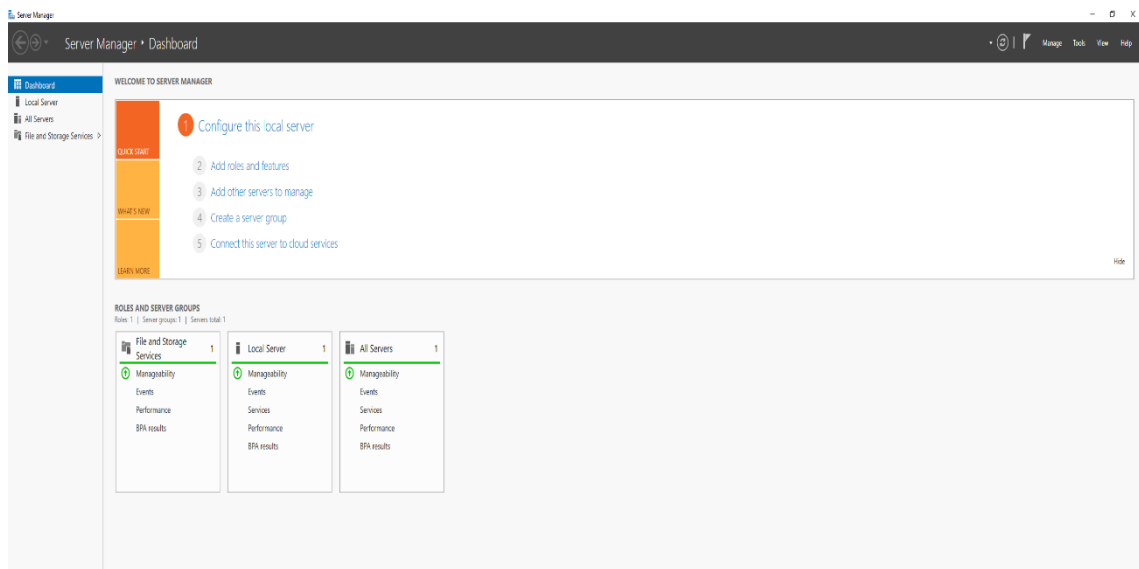 Server Manager
Server Manager • Dashboard
Manage Tools View Help
Dashboard
Local Server
All Servers
File and Storage Services
WELCOME TO SERVER MANAGER
QUICK START
WHAT'S NEW
LEARN MORE
1 Configure this local server
2 Add roles and features
3 Add other servers to manage
4 Create a server group
5 Connect this server to cloud services
Hide
ROLES AND SERVER GROUPS
Roles: 1 | Server groups: 1 | Servers total: 1
File and Storage
Services
1
Manageability
Events
Performance
BPA results
Local Server 1
Manageability
Events
Services
Performance
BPA results
All Servers 1
Manageability
Events
Services
Performance
BPA results